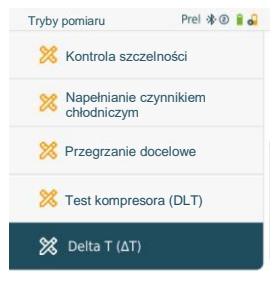 Tryby pomiaru Prel
Kontrola szczelności
Napełnianie czynnikiem
chłodniczym
Przegrzanie docelowe
Test kompresora (DLT)
Delta T (ΔT)